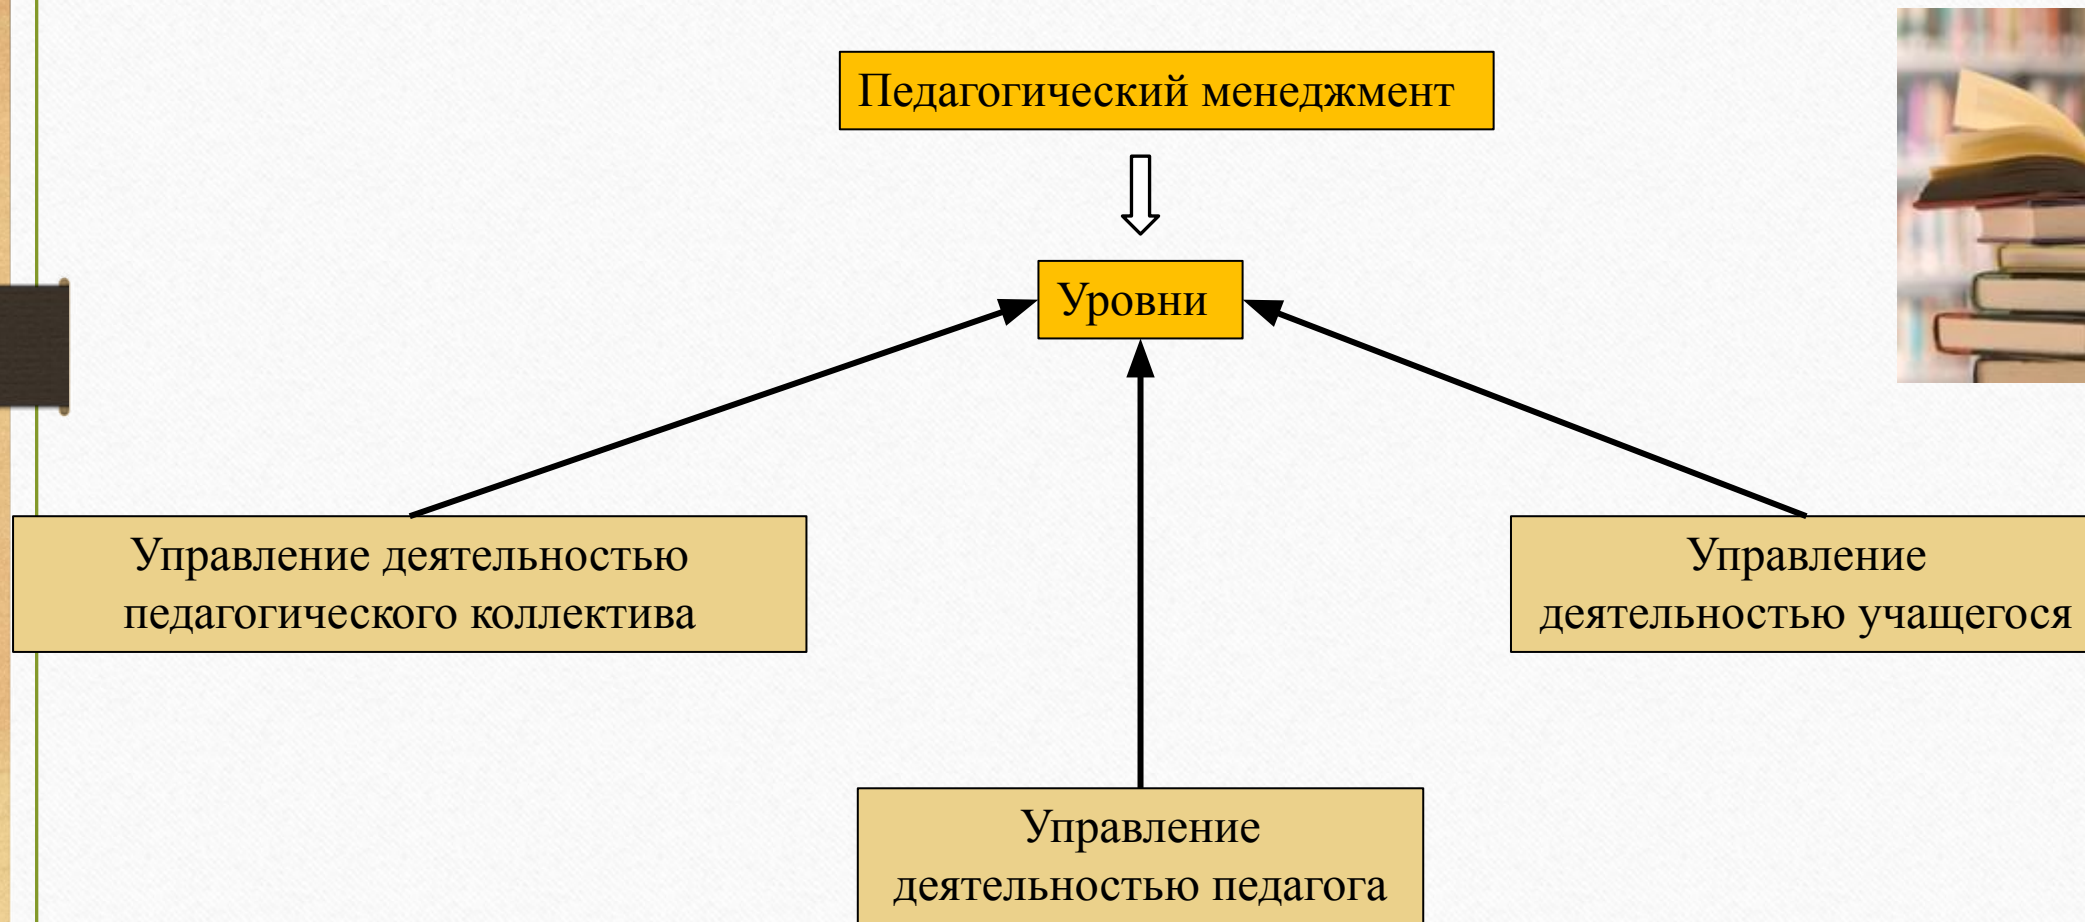 Педагогический менеджмент
Уровни
Управление деятельностью
педагогического коллектива
Управление
деятельностью учащегося
Управление
деятельностью педагога